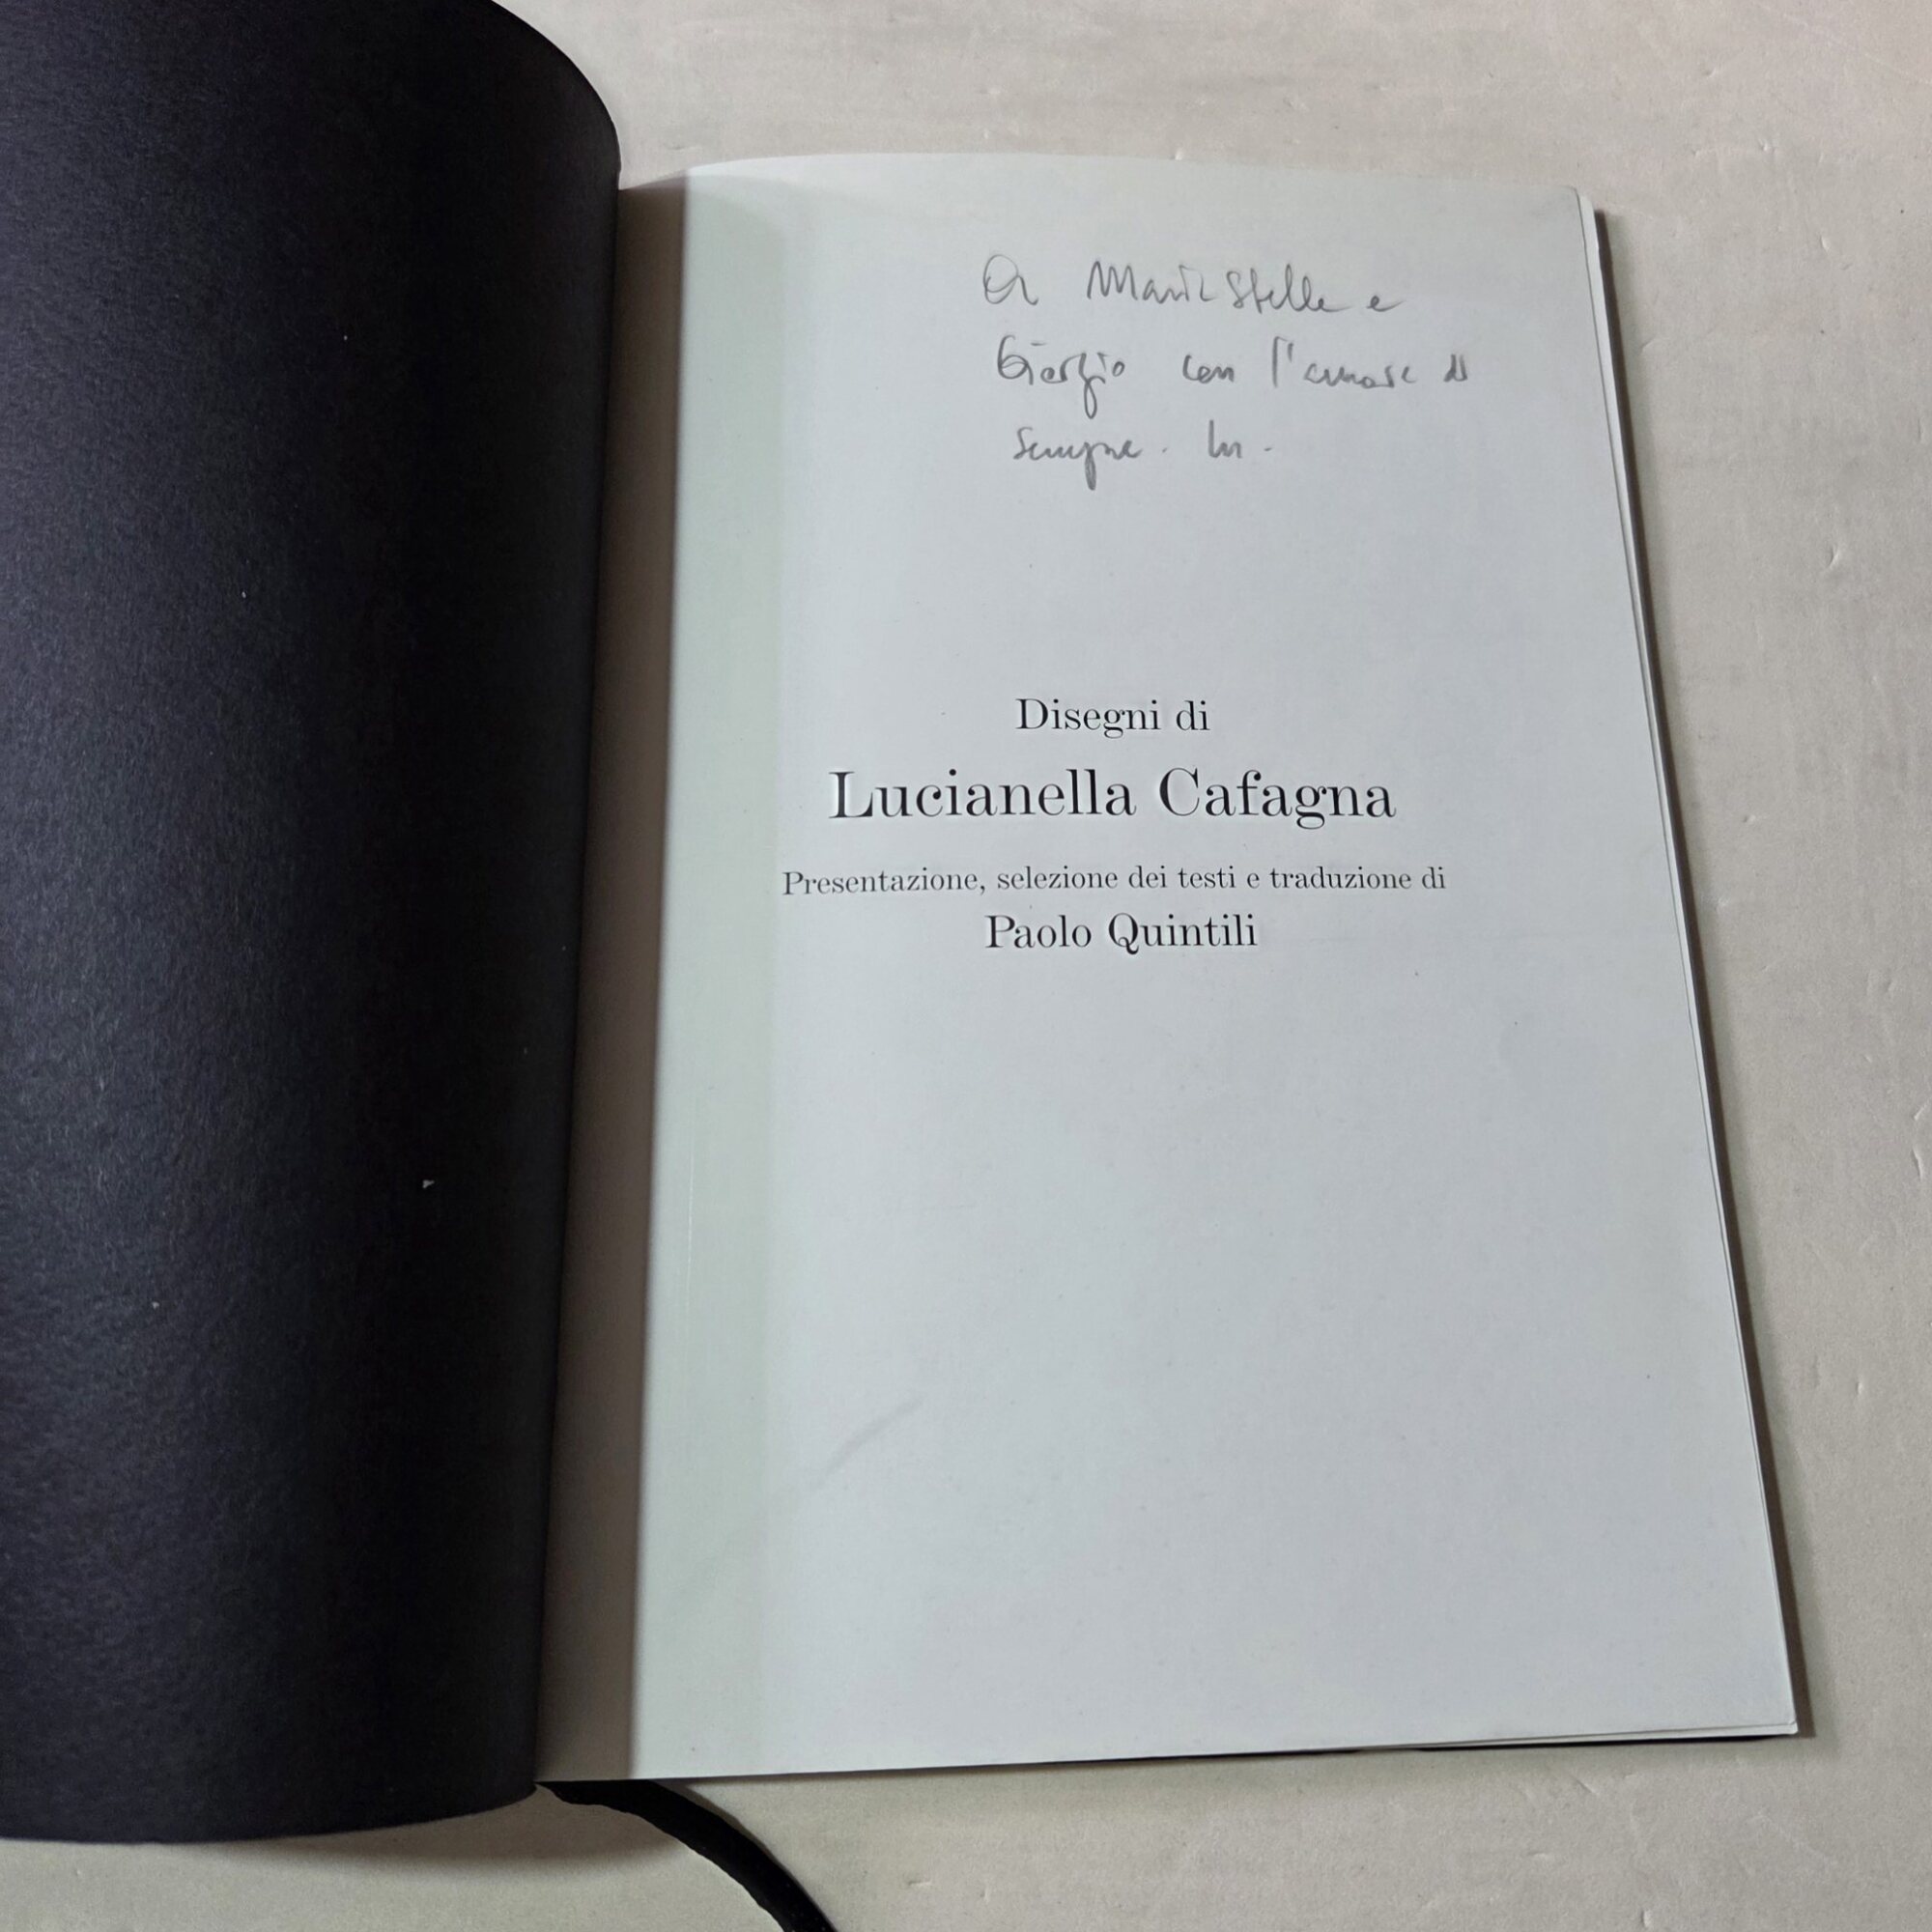 A Maria Stella e
Giorgio con l'amore di
sempre. Lu.
Disegni di
Lucianella Cafagna
Presentazione, selezione dei testi e traduzione di
Paolo Quintili